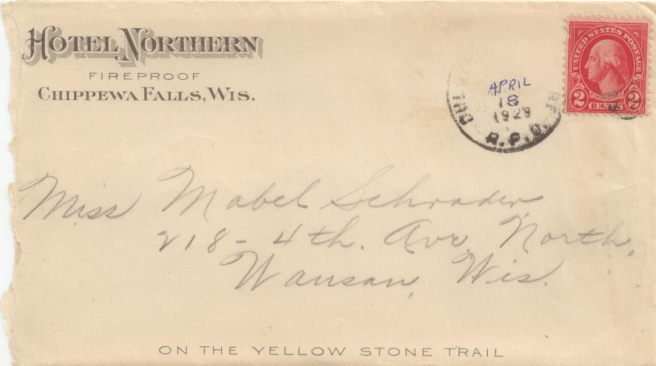 HOTEL NORTHERN
FIREPROOF
CHIPPEWA FALLS, WIS.
APRIL
18
1929
R.P.O.
UNITED STATES POSTAGE
2 CENTS 2
Miss Mabel Schrader,
218-4th. Ave. North,
Wausau, Wis.
ON THE YELLOW STONE TRAIL